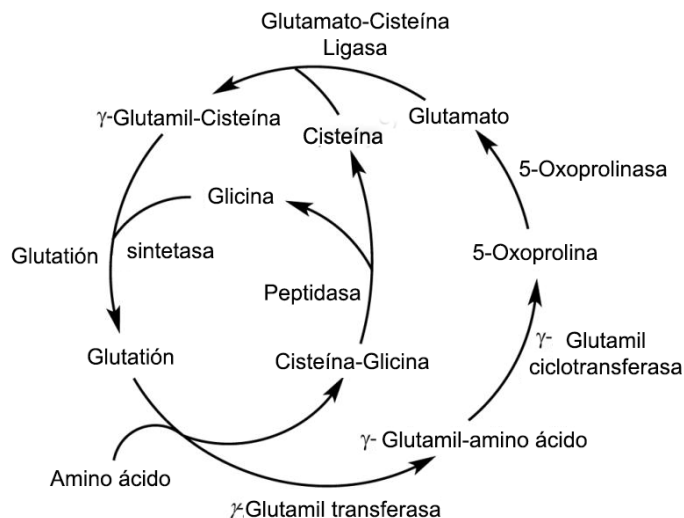 Glutamato-Cisteína
Ligasa
γ-Glutamil-Cisteína
Cisteína
Glutamato
5-Oxoprolinasa
Glicina
Glutatión
sintetasa
5-Oxoprolina
Peptidasa
Glutatión
Cisteína-Glicina
γ- Glutamil
ciclotransferasa
γ- Glutamil-amino ácido
Amino ácido
γ-Glutamil transferasa